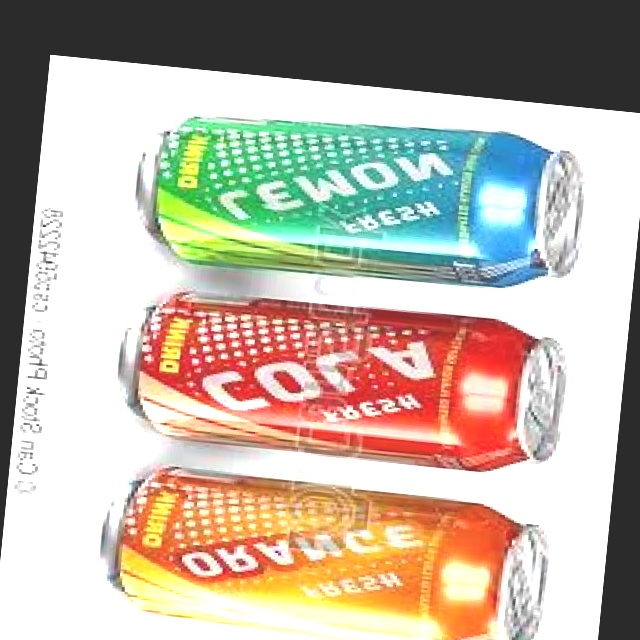 LEMON
FRESH
DRINK
COLA
FRESH
DRINK
ORANGE
FRESH
DRINK
© Can Stock Photo